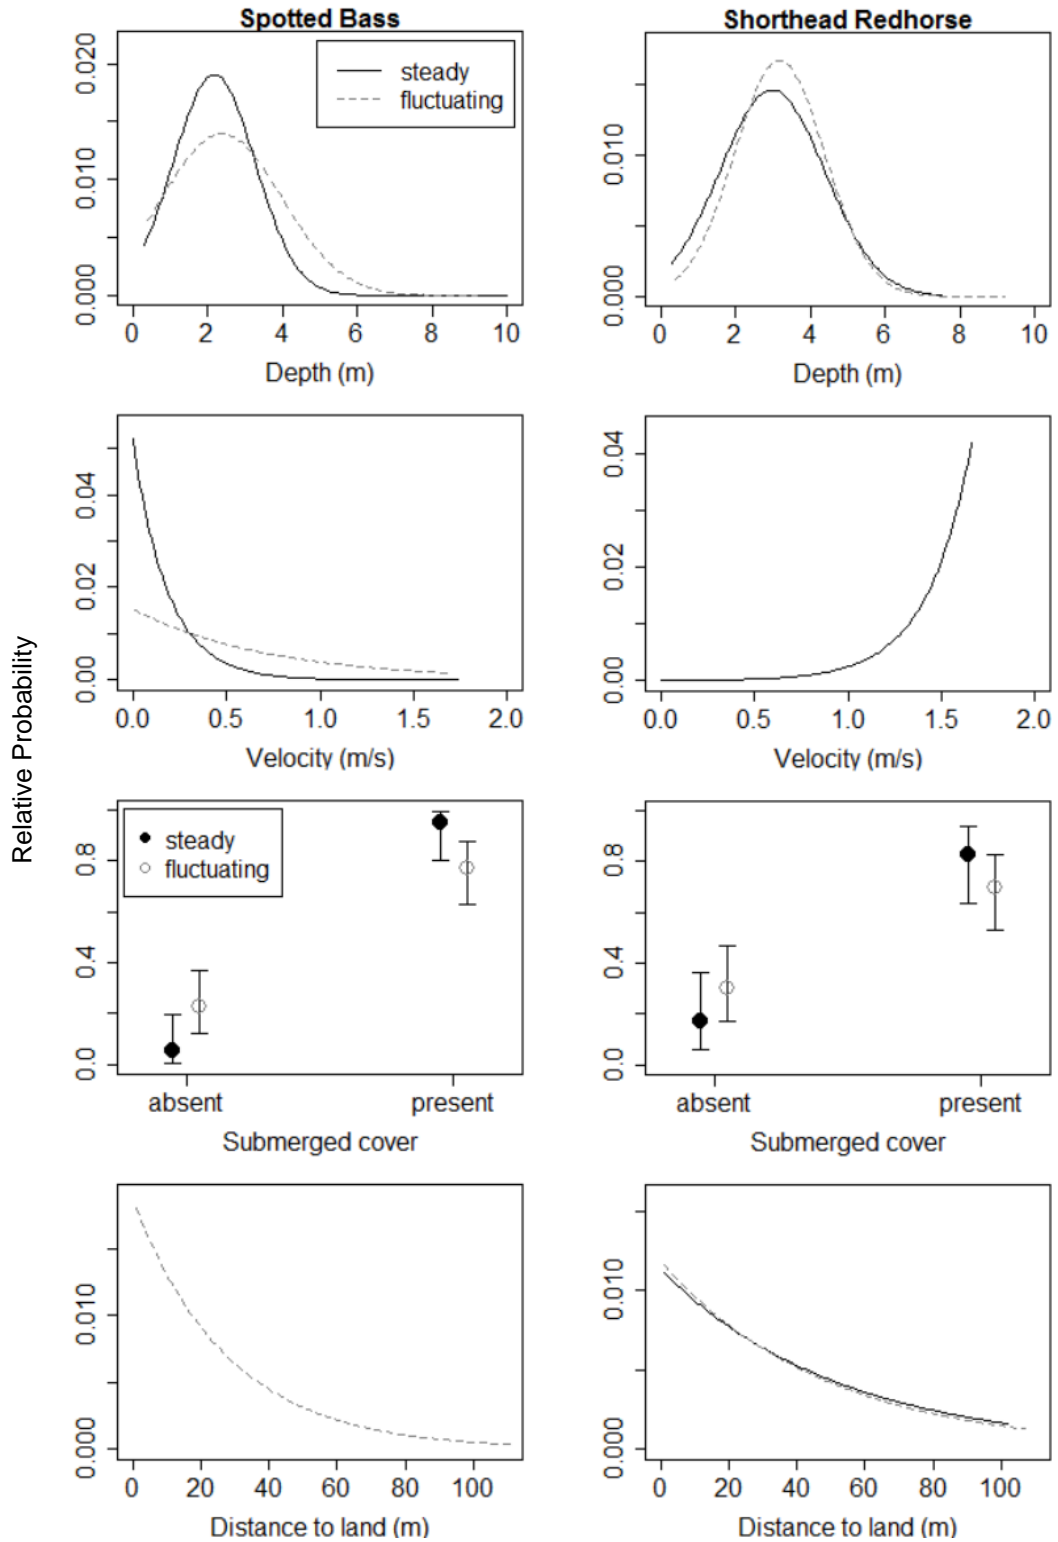 Spotted Bass
Shorthead Redhorse
steady
fluctuating
0.000 0.010 0.020
0 2 4 6 8 10
Depth (m)
0.000 0.010
0 2 4 6 8 10
Depth (m)
0.00 0.02 0.04
0.0 0.5 1.0 1.5 2.0
Velocity (m/s)
0.00 0.02 0.04
0.0 0.5 1.0 1.5 2.0
Velocity (m/s)
Relative Probability
steady
fluctuating
0.0 0.4 0.8
absent present
Submerged cover
0.0 0.4 0.8
absent present
Submerged cover
0.000 0.010
0 20 40 60 80 100
Distance to land (m)
0.000 0.010
0 20 40 60 80 100
Distance to land (m)